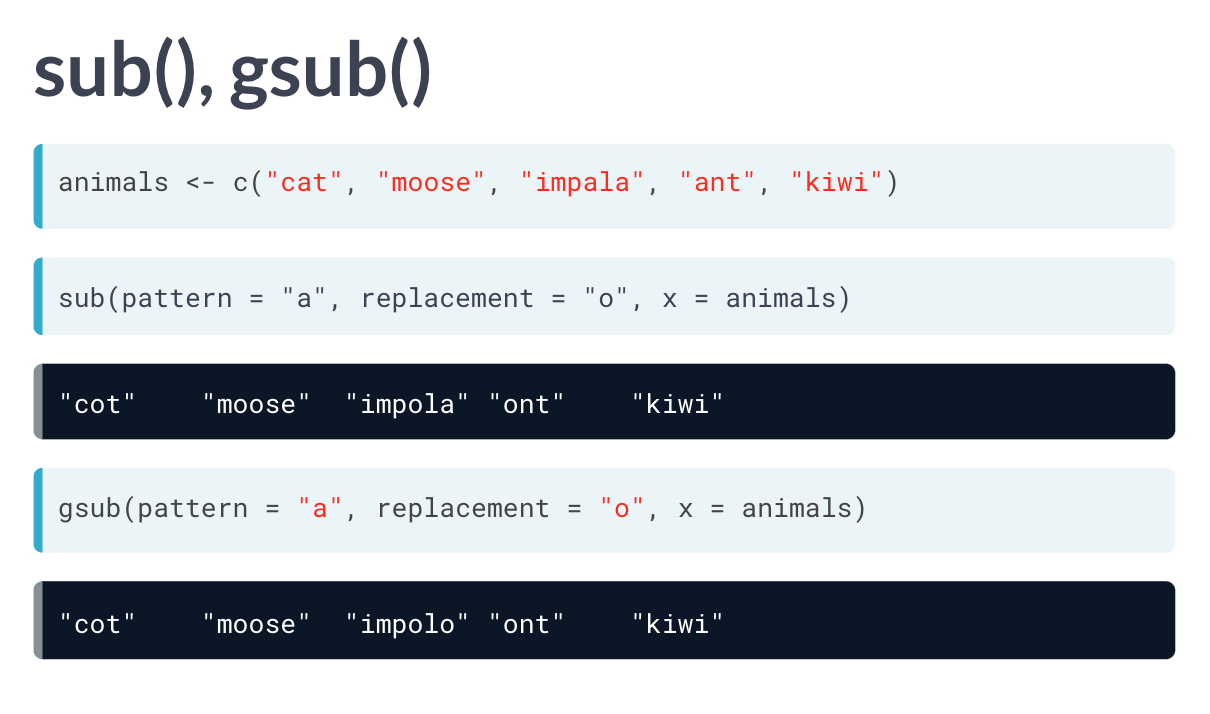 sub(), gsub()
animals <- c("cat", "moose", "impala", "ant", "kiwi")
sub(pattern = "a", replacement = "o", x = animals)
"cot"    "moose"  "impola" "ont"    "kiwi"
gsub(pattern = "a", replacement = "o", x = animals)
"cot"    "moose"  "impolo" "ont"    "kiwi"